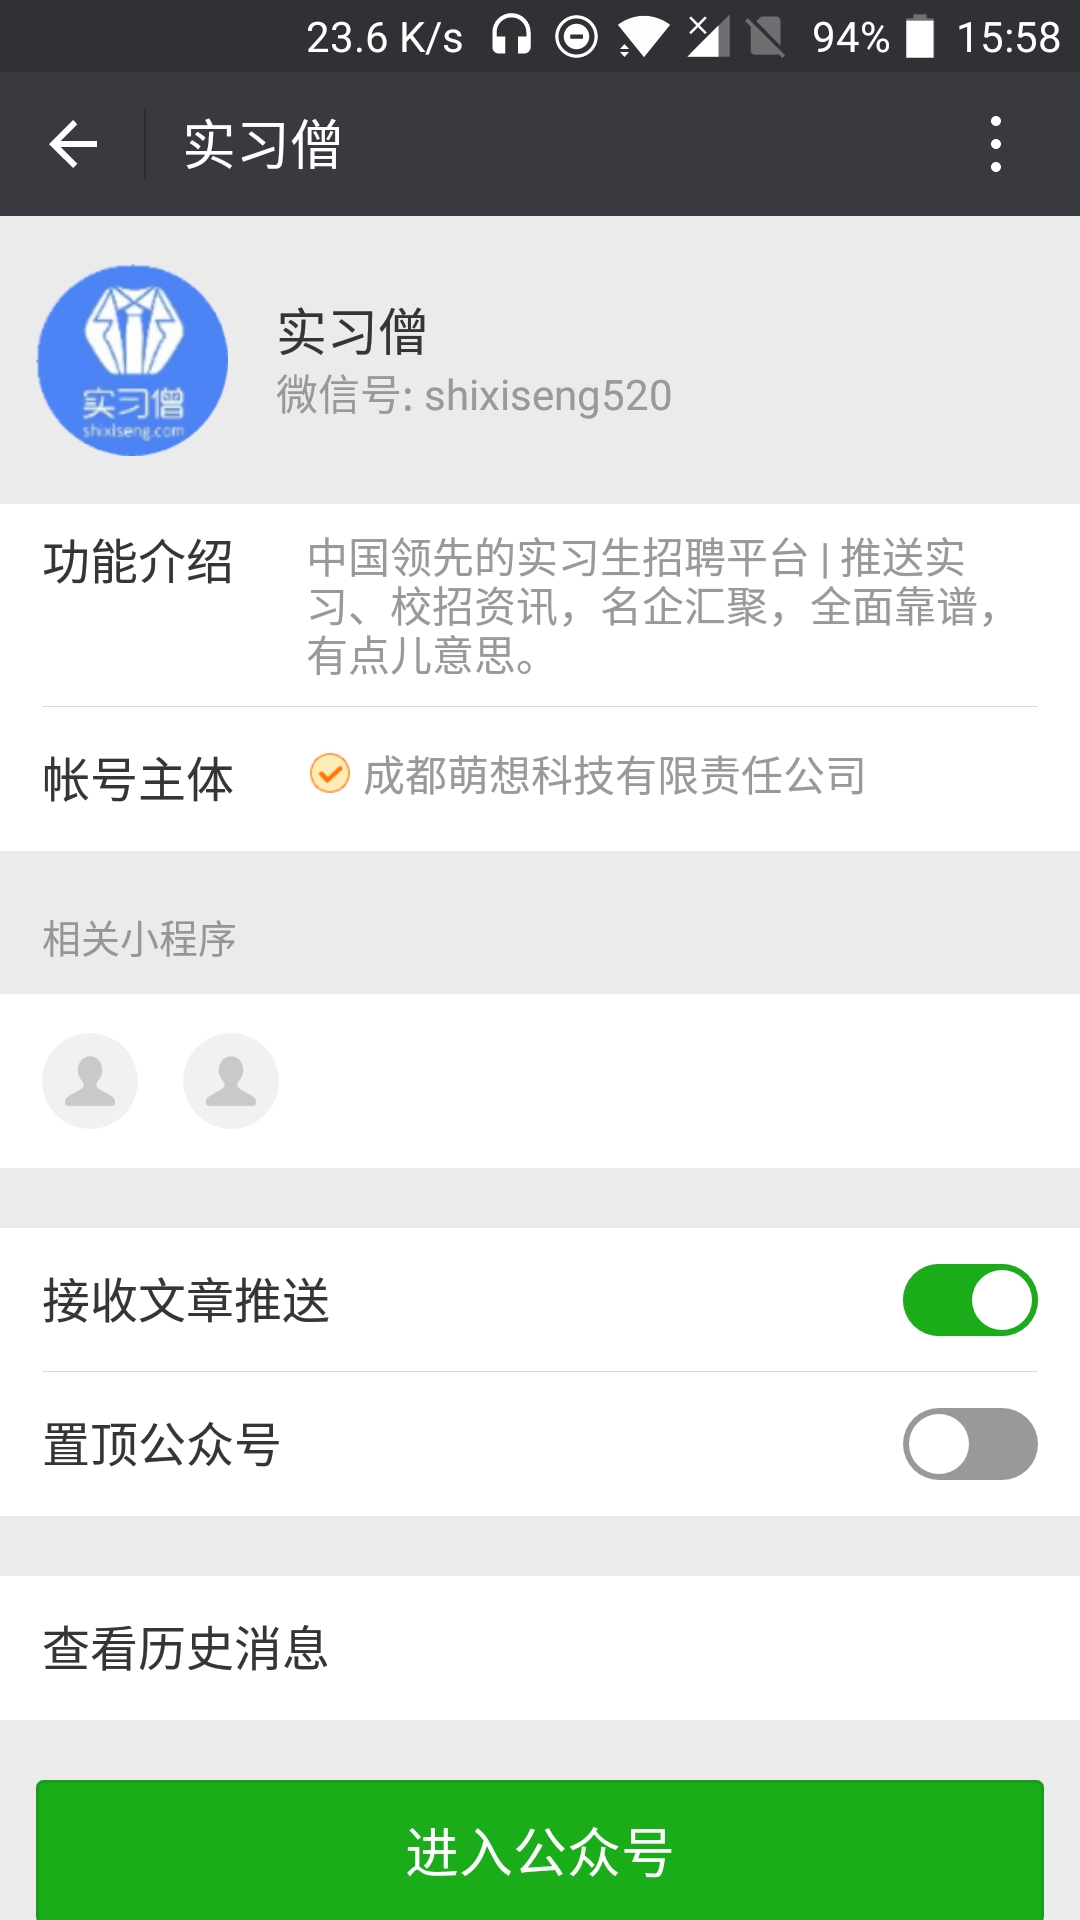 23.6 K/s 94% 15:58
实习僧
实习僧
shixiseng.com
实习僧
微信号: shixiseng520
功能介绍
中国领先的实习生招聘平台 | 推送实
习、校招资讯，名企汇聚，全面靠谱，
有点儿意思。
帐号主体
成都萌想科技有限责任公司
相关小程序
接收文章推送
置顶公众号
查看历史消息
进入公众号